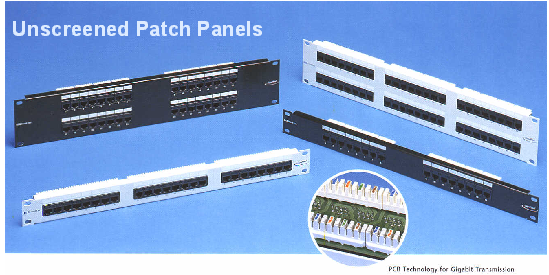 Unscreened Patch Panels
PCB Technology for Gigabit Transmission